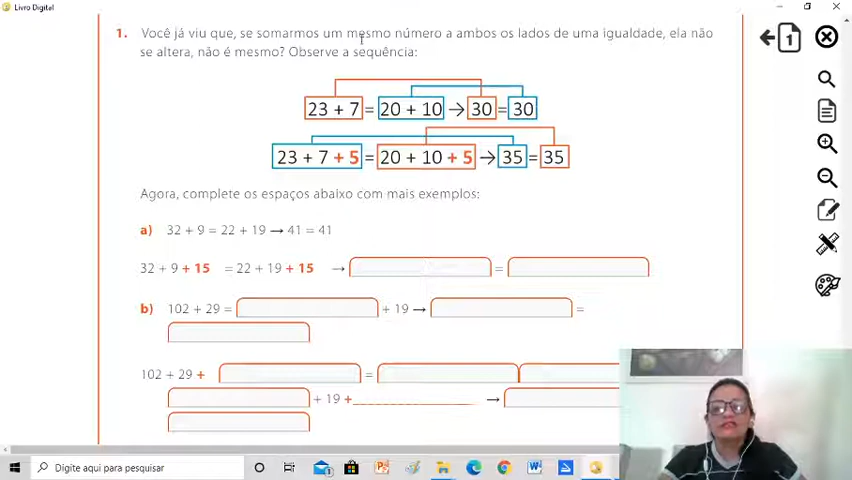 Livro Digital
1. Você já viu que, se somarmos um mesmo número a ambos os lados de uma igualdade, ela não
se altera, não é mesmo? Observe a sequência:
1
23 + 7 = 20 + 10 → 30 = 30
23 + 7 + 5 = 20 + 10 + 5 → 35 = 35
Agora, complete os espaços abaixo com mais exemplos:
a) 32 + 9 = 22 + 19 → 41 = 41
32 + 9 + 15 = 22 + 19 + 15 → =
b) 102 + 29 = + 19 → =
102 + 29 + =
+ 19 + →
Digite aqui para pesquisar